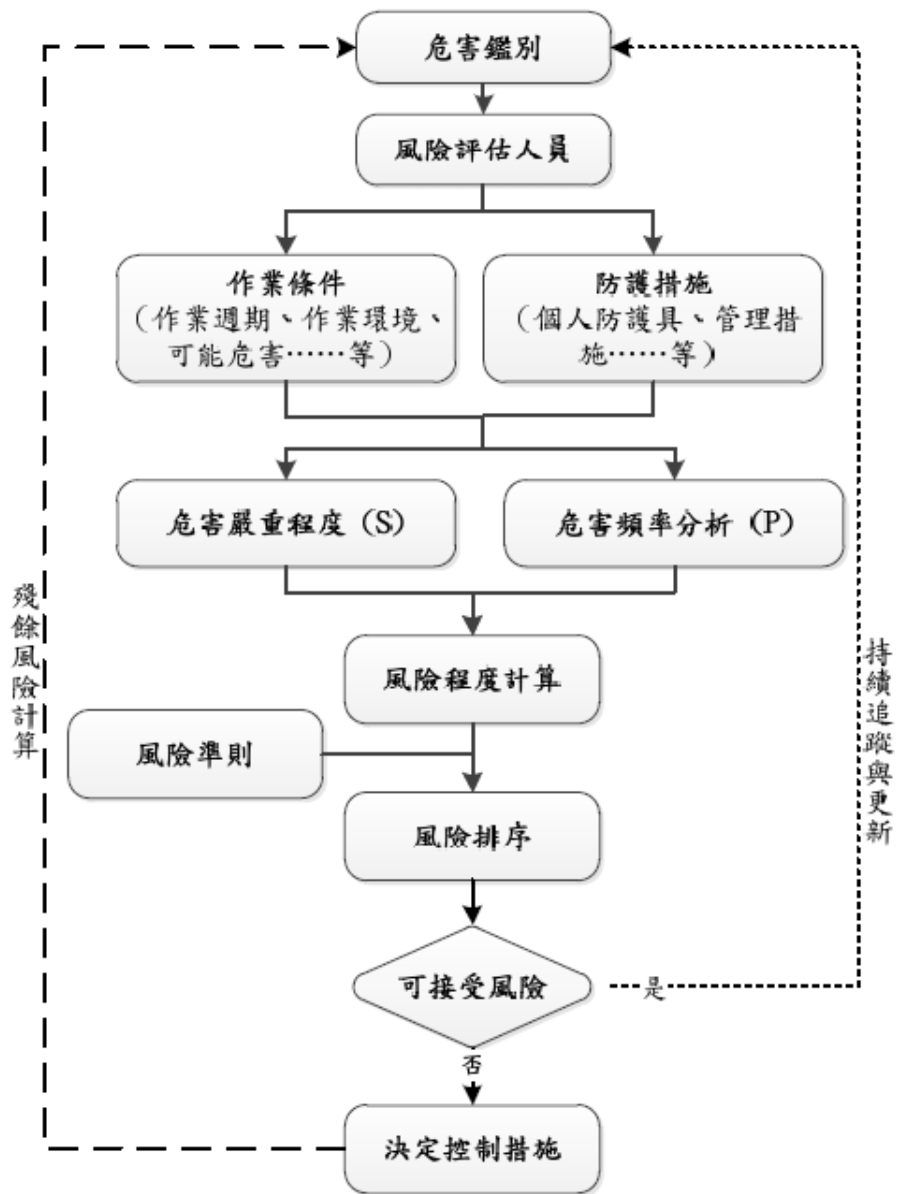 危害鑑別
風險評估人員
作業條件
（作業週期、作業環境、
可能危害……等）
防護措施
（個人防護具、管理措
施……等）
危害嚴重程度（S）
危害頻率分析（P）
風險程度計算
風險準則
風險排序
可接受風險
是
否
決定控制措施
殘餘風險計算
持續追蹤與更新